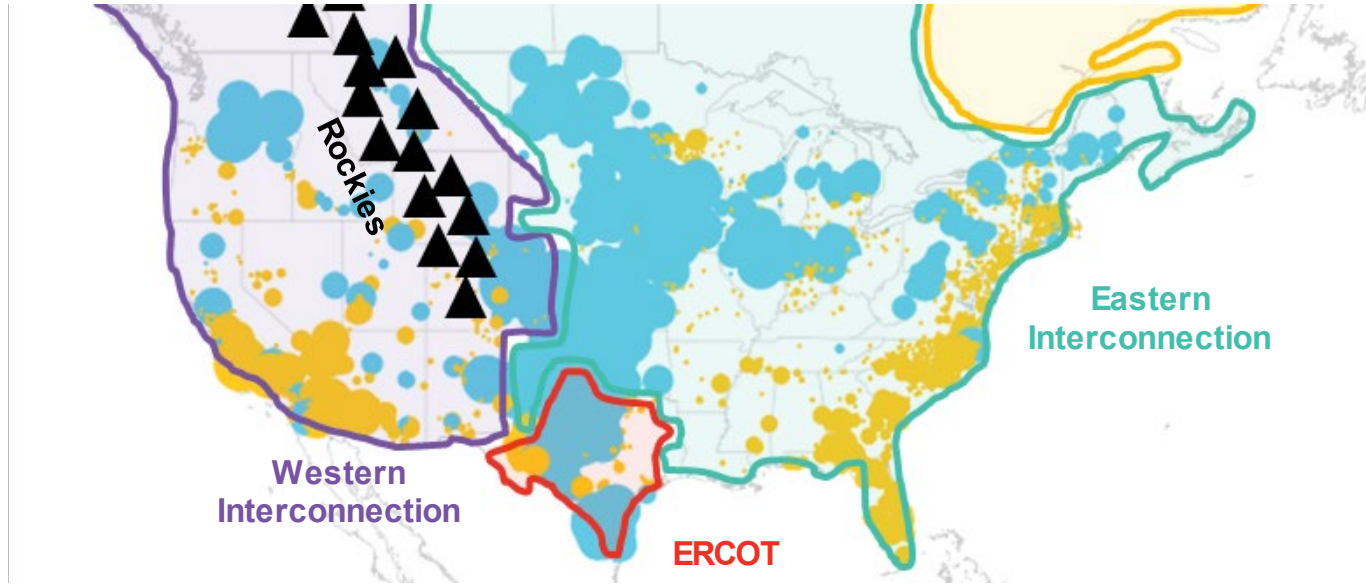 Rockies
Eastern
Interconnection
Western
Interconnection
ERCOT